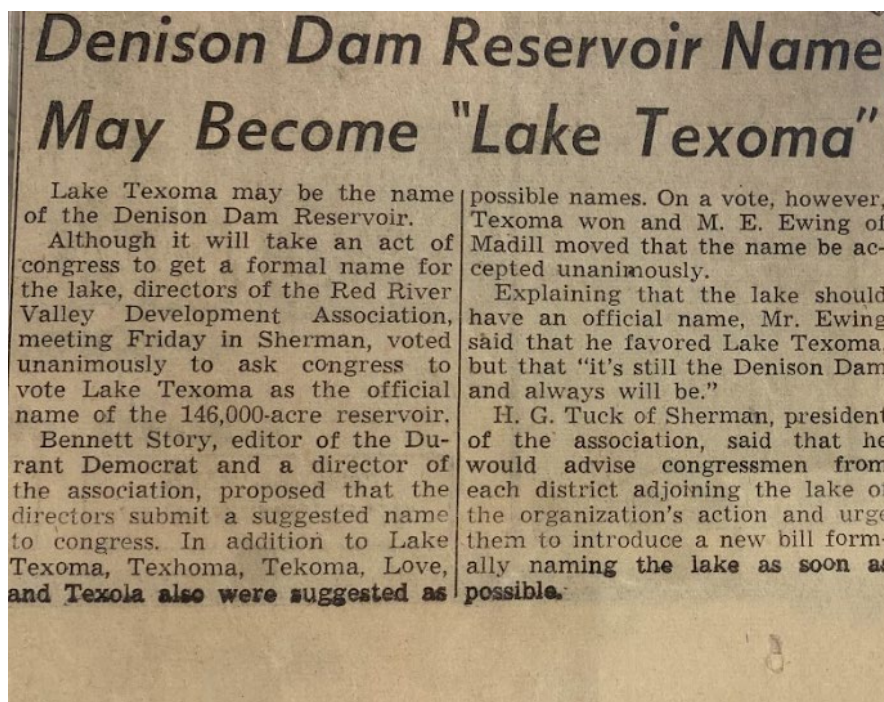 Denison Dam Reservoir Name
May Become "Lake Texoma"
Lake Texoma may be the name
of the Denison Dam Reservoir.
Although it will take an act of
congress to get a formal name for
the lake, directors of the Red River
Valley Development Association,
meeting Friday in Sherman, voted
unanimously to ask congress to
vote Lake Texoma as the official
name of the 146,000-acre reservoir.
Bennett Story, editor of the Du-
rant Democrat and a director of
the association, proposed that the
directors submit a suggested name
to congress. In addition to Lake
Texoma, Texhoma, Tekoma, Love,
and Texola also were suggested as
possible names. On a vote, however,
Texoma won and M. E. Ewing of
Madill moved that the name be ac-
cepted unanimously.
Explaining that the lake should
have an official name, Mr. Ewing
said that he favored Lake Texoma,
but that "it's still the Denison Dam
and always will be."
H. G. Tuck of Sherman, president
of the association, said that he
would advise congressmen from
each district adjoining the lake of
the organization's action and urge
them to introduce a new bill form-
ally naming the lake as soon as
possible.